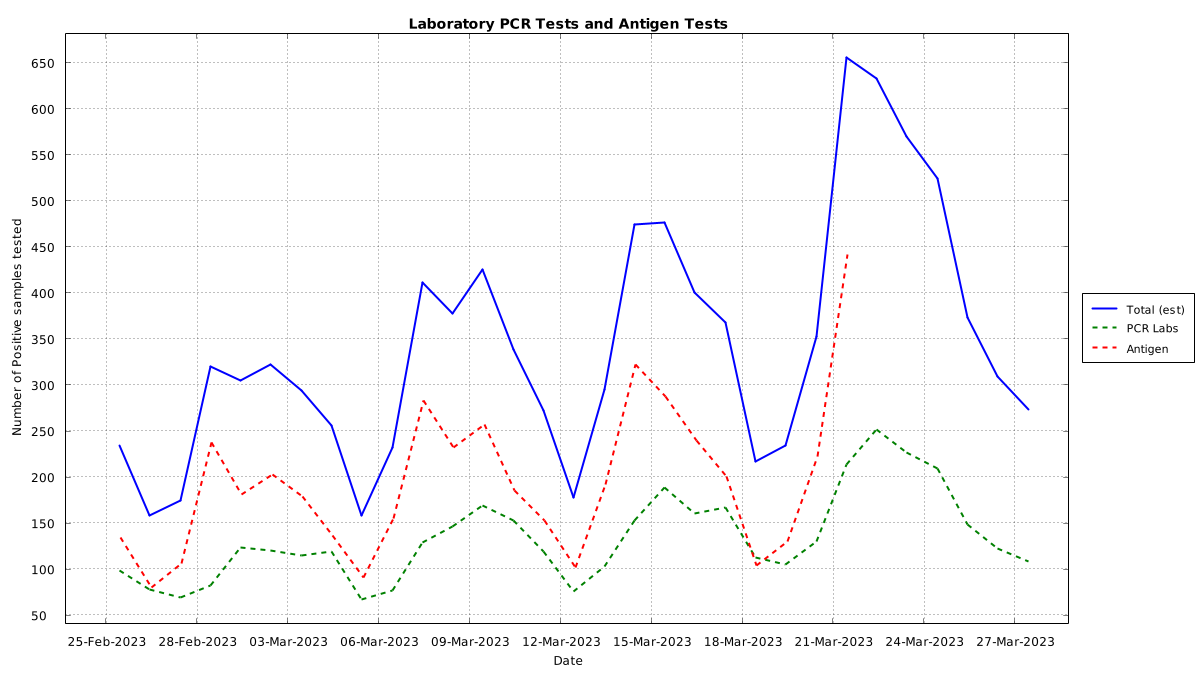 Laboratory PCR Tests and Antigen Tests
Number of Positive samples tested
650
600
550
500
450
400
350
300
250
200
150
100
50
25-Feb-2023 28-Feb-2023 03-Mar-2023 06-Mar-2023 09-Mar-2023 12-Mar-2023 15-Mar-2023 18-Mar-2023 21-Mar-2023 24-Mar-2023 27-Mar-2023
Date
Total (est)
PCR Labs
Antigen